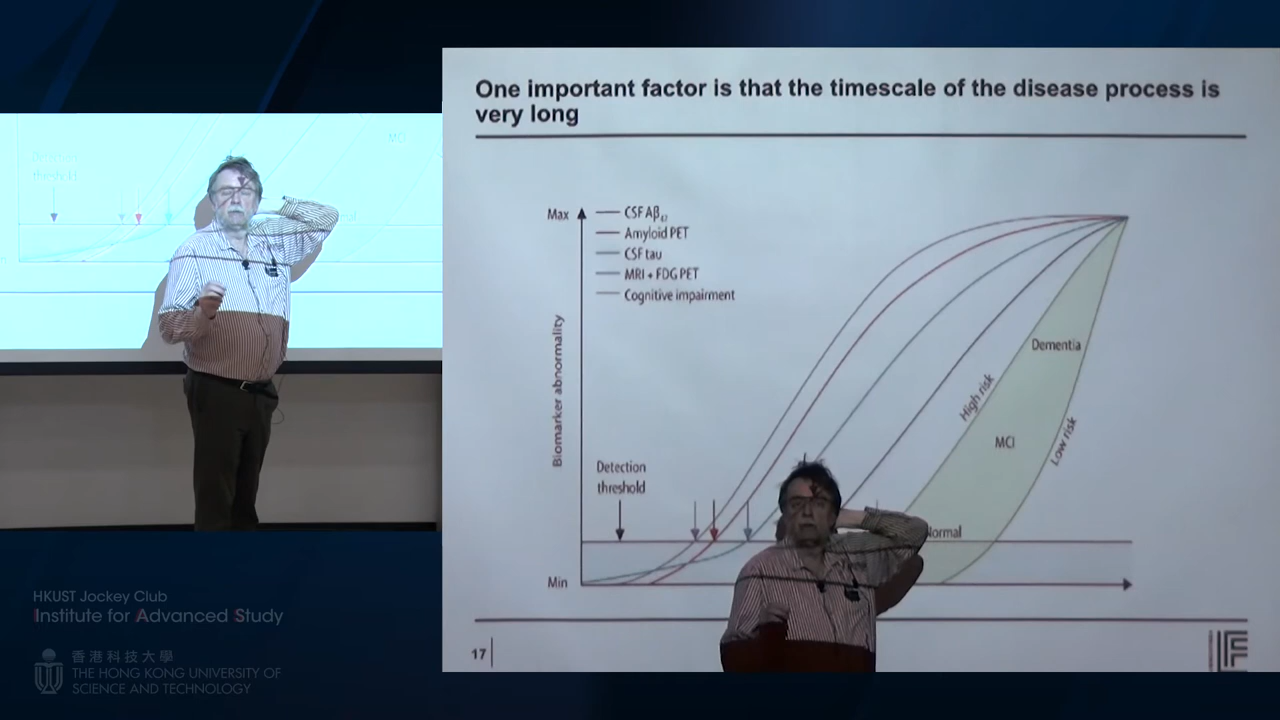 One important factor is that the timescale of the disease process is
very long
Max
CSF Aβ42
Amyloid PET
CSF tau
MRI + FDG PET
Cognitive impairment
Biomarker abnormality
Detection
threshold
Min
High risk
Dementia
MCI
Low risk
17
MCI
Detection
HKUST Jockey Club
Institute for Advanced Study
香港科技大學
THE HONG KONG UNIVERSITY OF
SCIENCE AND TECHNOLOGY